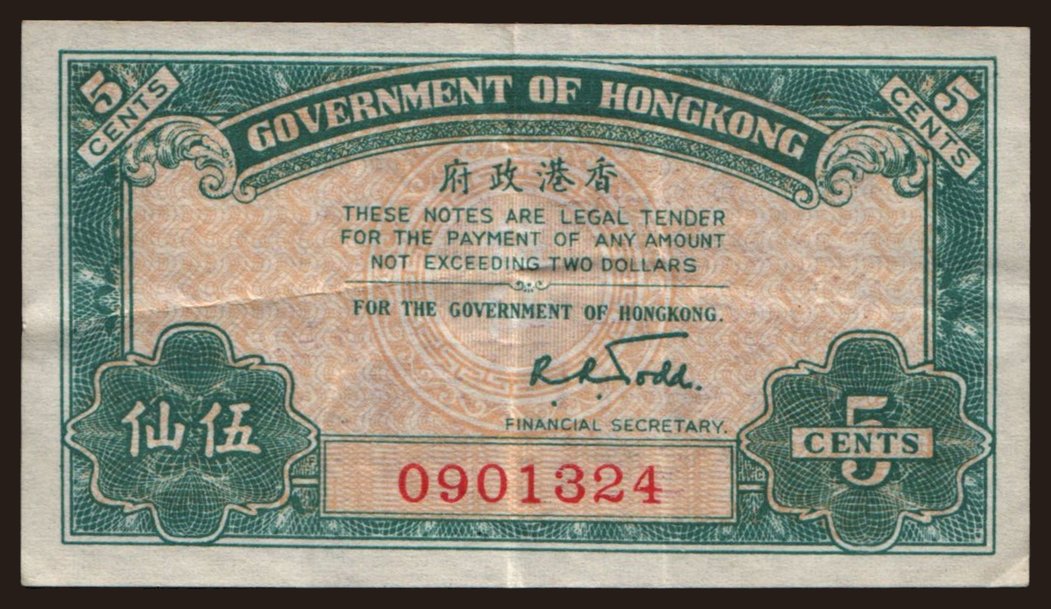 5 CENTS
GOVERNMENT OF HONGKONG
5 CENTS
府政港香
THESE NOTES ARE LEGAL TENDER
FOR THE PAYMENT OF ANY AMOUNT
NOT EXCEEDING TWO DOLLARS
FOR THE GOVERNMENT OF HONGKONG.
R. R. Todd.
FINANCIAL SECRETARY.
仙伍
5 CENTS
0901324